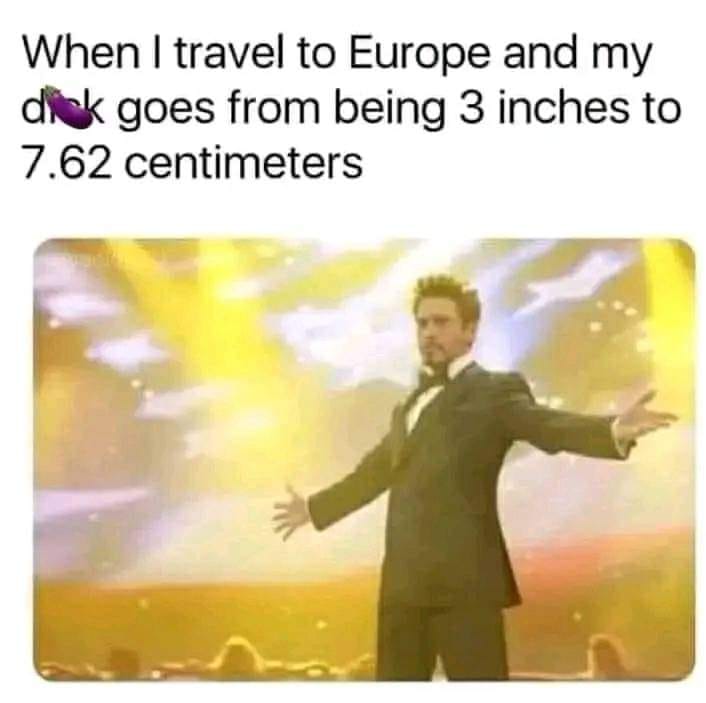 When I travel to Europe and my
d🍆k goes from being 3 inches to
7.62 centimeters